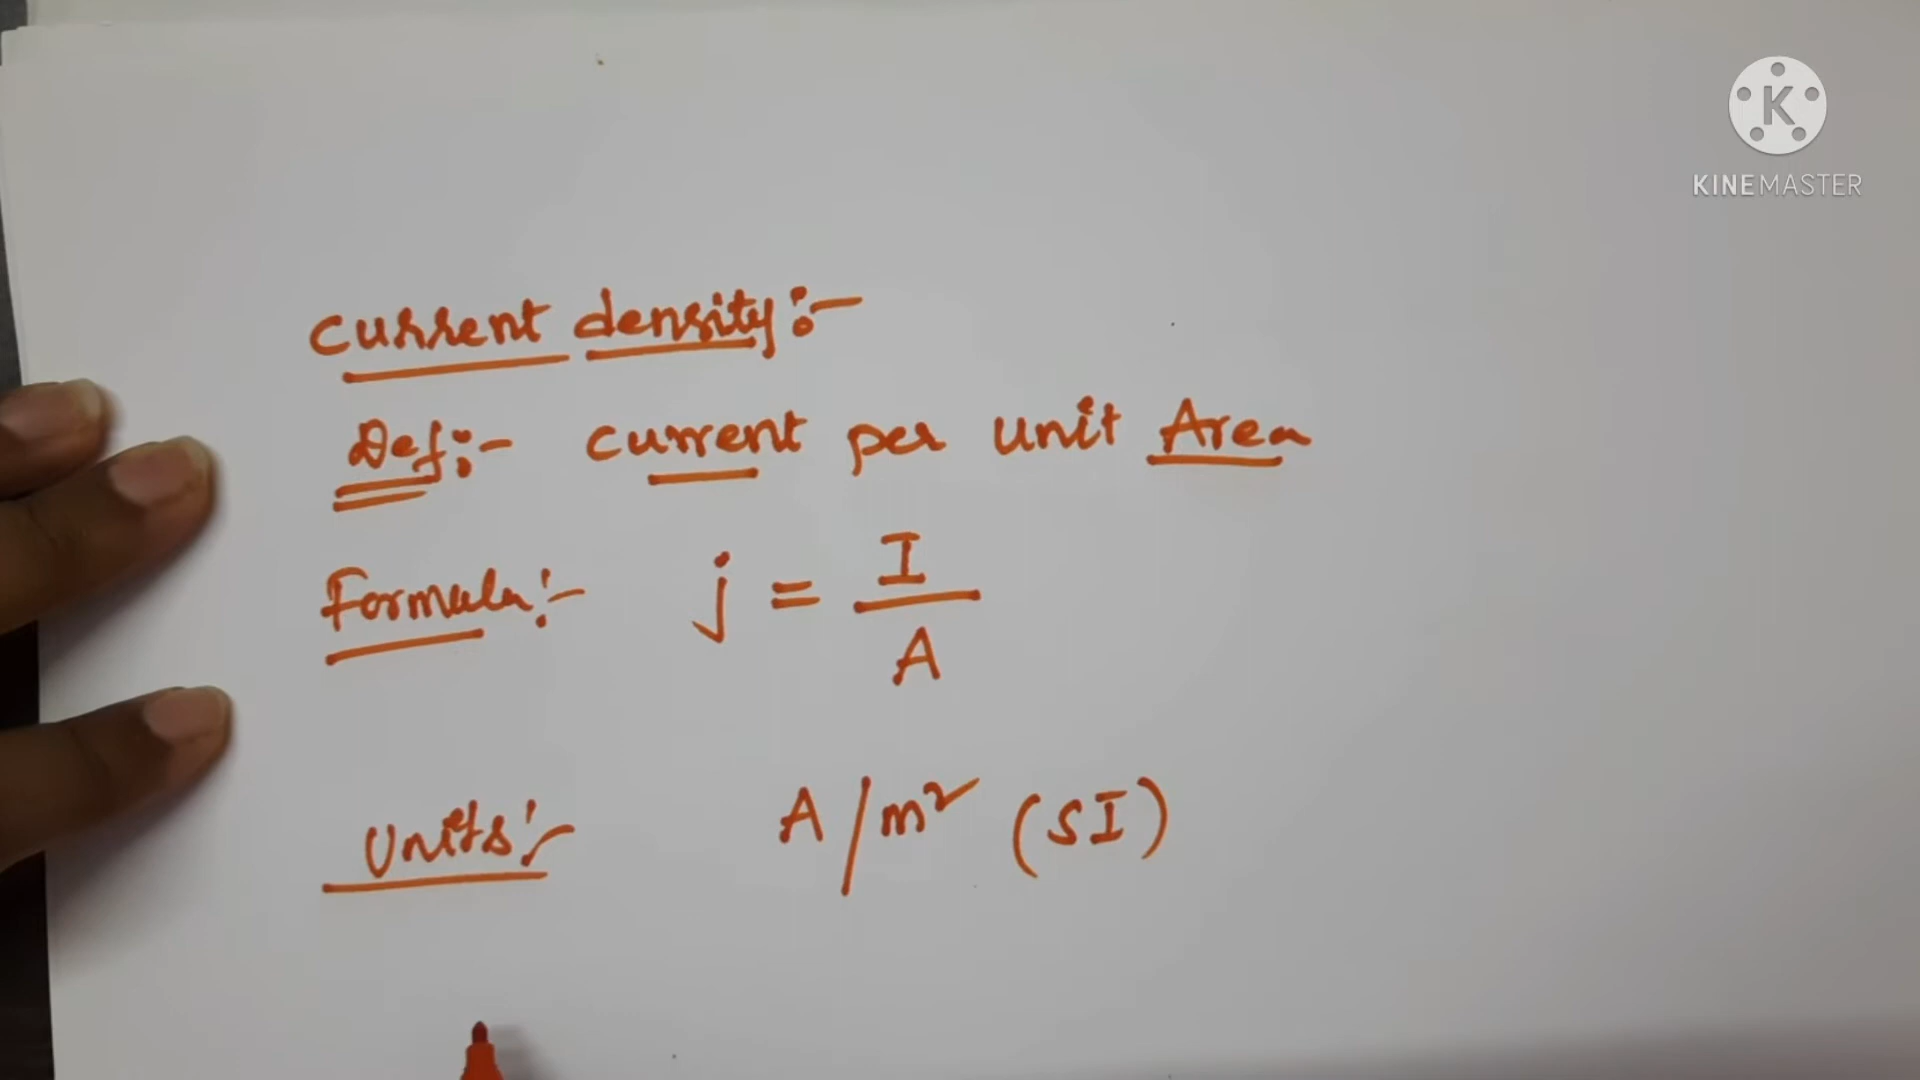 K
KINEMASTER
Current density:-
Def:- Current per unit Area
Formula:- j = I / A
Units:- A/m² (SI)